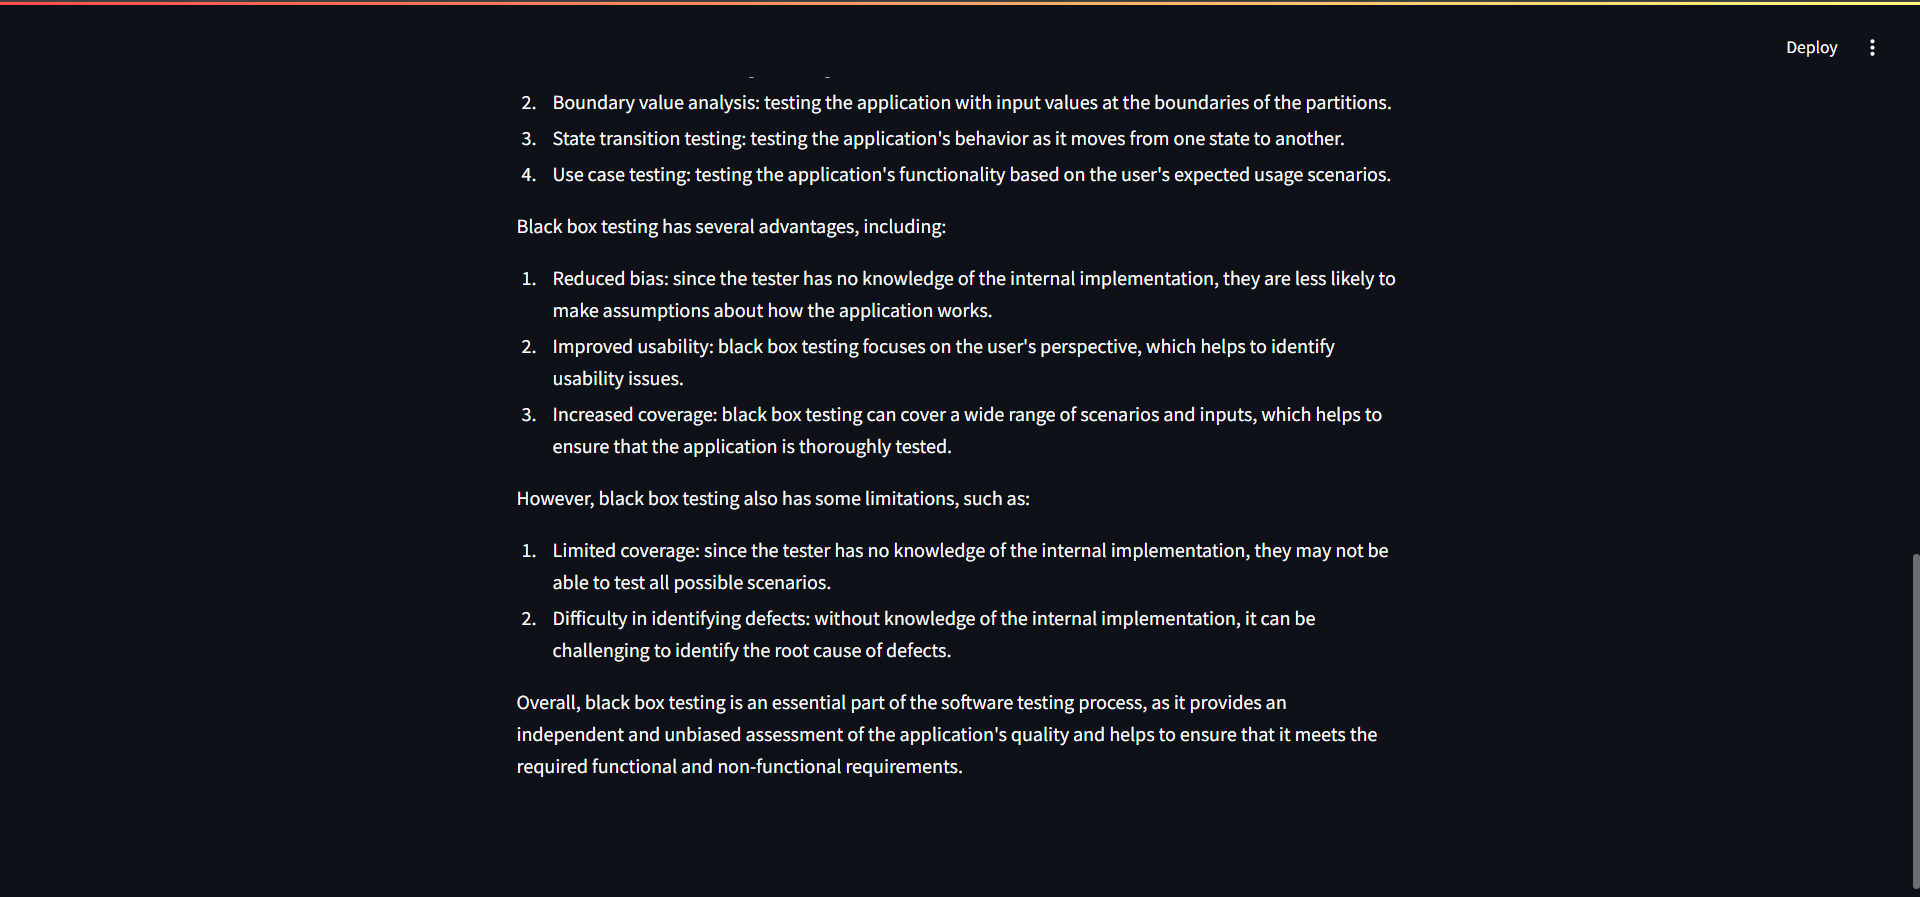 Deploy
2. Boundary value analysis: testing the application with input values at the boundaries of the partitions.
3. State transition testing: testing the application's behavior as it moves from one state to another.
4. Use case testing: testing the application's functionality based on the user's expected usage scenarios.
Black box testing has several advantages, including:
1. Reduced bias: since the tester has no knowledge of the internal implementation, they are less likely to
make assumptions about how the application works.
2. Improved usability: black box testing focuses on the user's perspective, which helps to identify
usability issues.
3. Increased coverage: black box testing can cover a wide range of scenarios and inputs, which helps to
ensure that the application is thoroughly tested.
However, black box testing also has some limitations, such as:
1. Limited coverage: since the tester has no knowledge of the internal implementation, they may not be
able to test all possible scenarios.
2. Difficulty in identifying defects: without knowledge of the internal implementation, it can be
challenging to identify the root cause of defects.
Overall, black box testing is an essential part of the software testing process, as it provides an
independent and unbiased assessment of the application's quality and helps to ensure that it meets the
required functional and non-functional requirements.